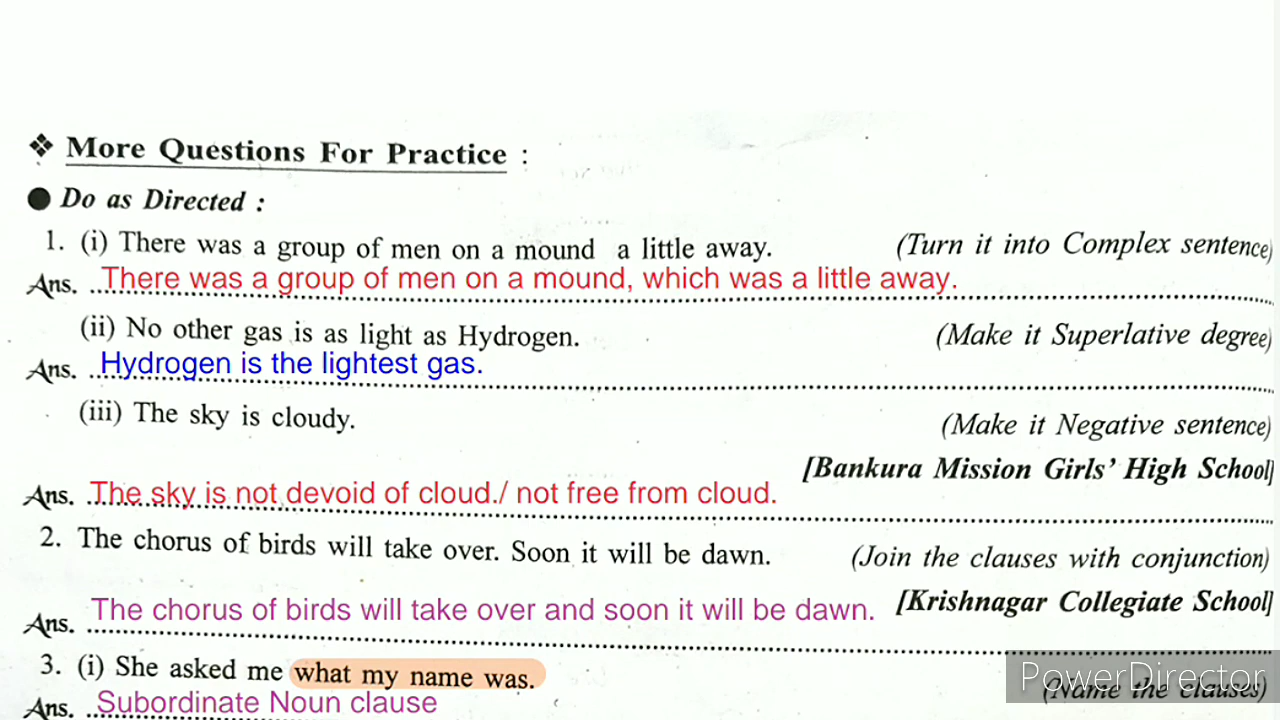 ❖ More Questions For Practice :
● Do as Directed :
1. (i) There was a group of men on a mound a little away. (Turn it into Complex sentence)
Ans. There was a group of men on a mound, which was a little away.
(ii) No other gas is as light as Hydrogen. (Make it Superlative degree)
Ans. Hydrogen is the lightest gas.
(iii) The sky is cloudy. (Make it Negative sentence)
[Bankura Mission Girls' High School]
Ans. The sky is not devoid of cloud./ not free from cloud.
2. The chorus of birds will take over. Soon it will be dawn. (Join the clauses with conjunction)
[Krishnagar Collegiate School]
Ans. The chorus of birds will take over and soon it will be dawn.
3. (i) She asked me what my name was. (Name the clauses)
PowerDirector
Ans. Subordinate Noun clause